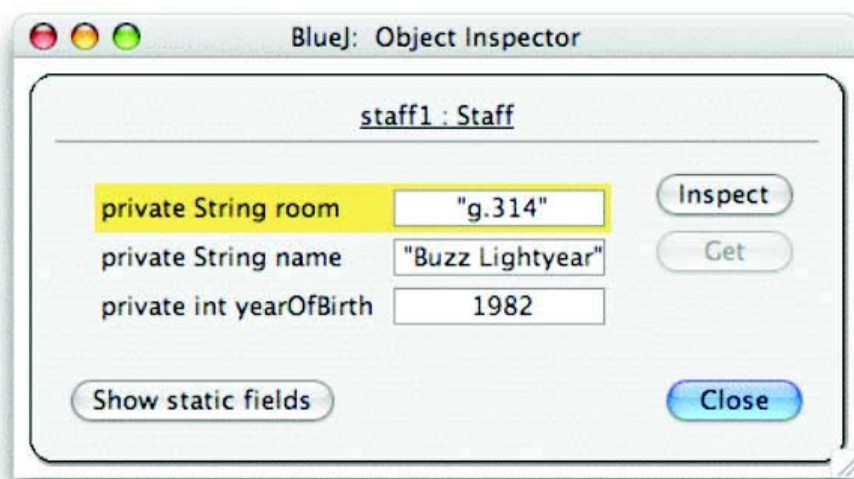 BlueJ: Object Inspector
staff1 : Staff
private String room "g.314" Inspect
private String name "Buzz Lightyear" Get
private int yearOfBirth 1982
Show static fields Close